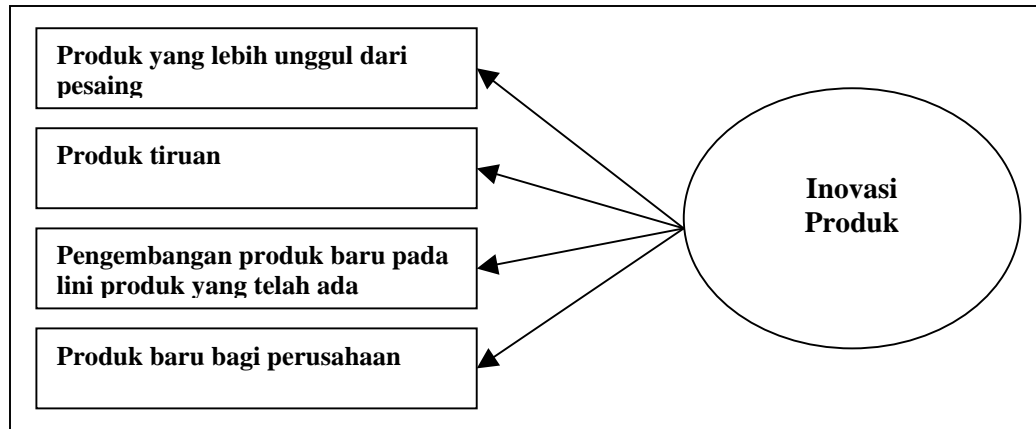 Produk yang lebih unggul dari
pesaing
Produk tiruan
Pengembangan produk baru pada
lini produk yang telah ada
Produk baru bagi perusahaan
Inovasi
Produk